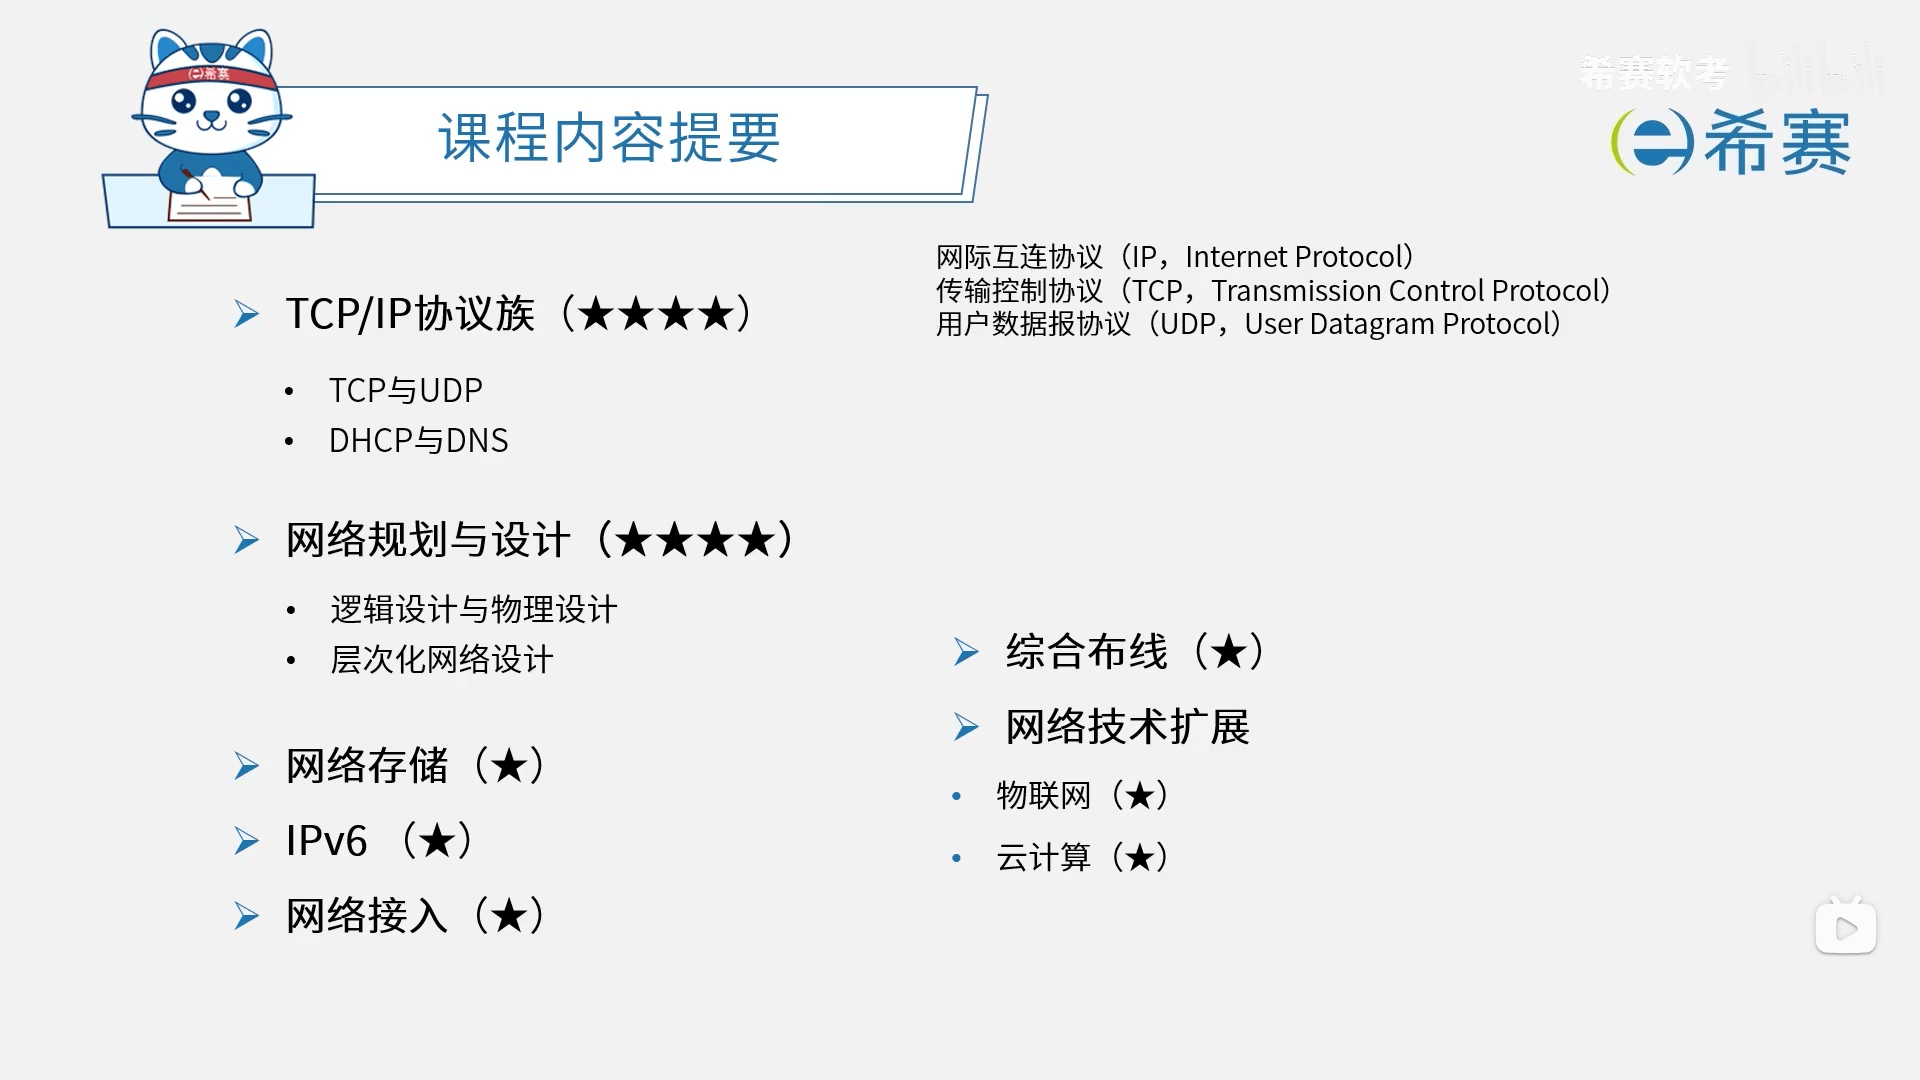 希赛
课程内容提要
希赛软考 bilibili
希赛
网际互连协议（IP，Internet Protocol）
传输控制协议（TCP，Transmission Control Protocol）
用户数据报协议（UDP，User Datagram Protocol）
➢ TCP/IP协议族（★★★★）
• TCP与UDP
• DHCP与DNS
➢ 网络规划与设计（★★★★）
• 逻辑设计与物理设计
• 层次化网络设计
➢ 网络存储（★）
➢ IPv6 （★）
➢ 网络接入（★）
➢ 综合布线（★）
➢ 网络技术扩展
• 物联网（★）
• 云计算（★）